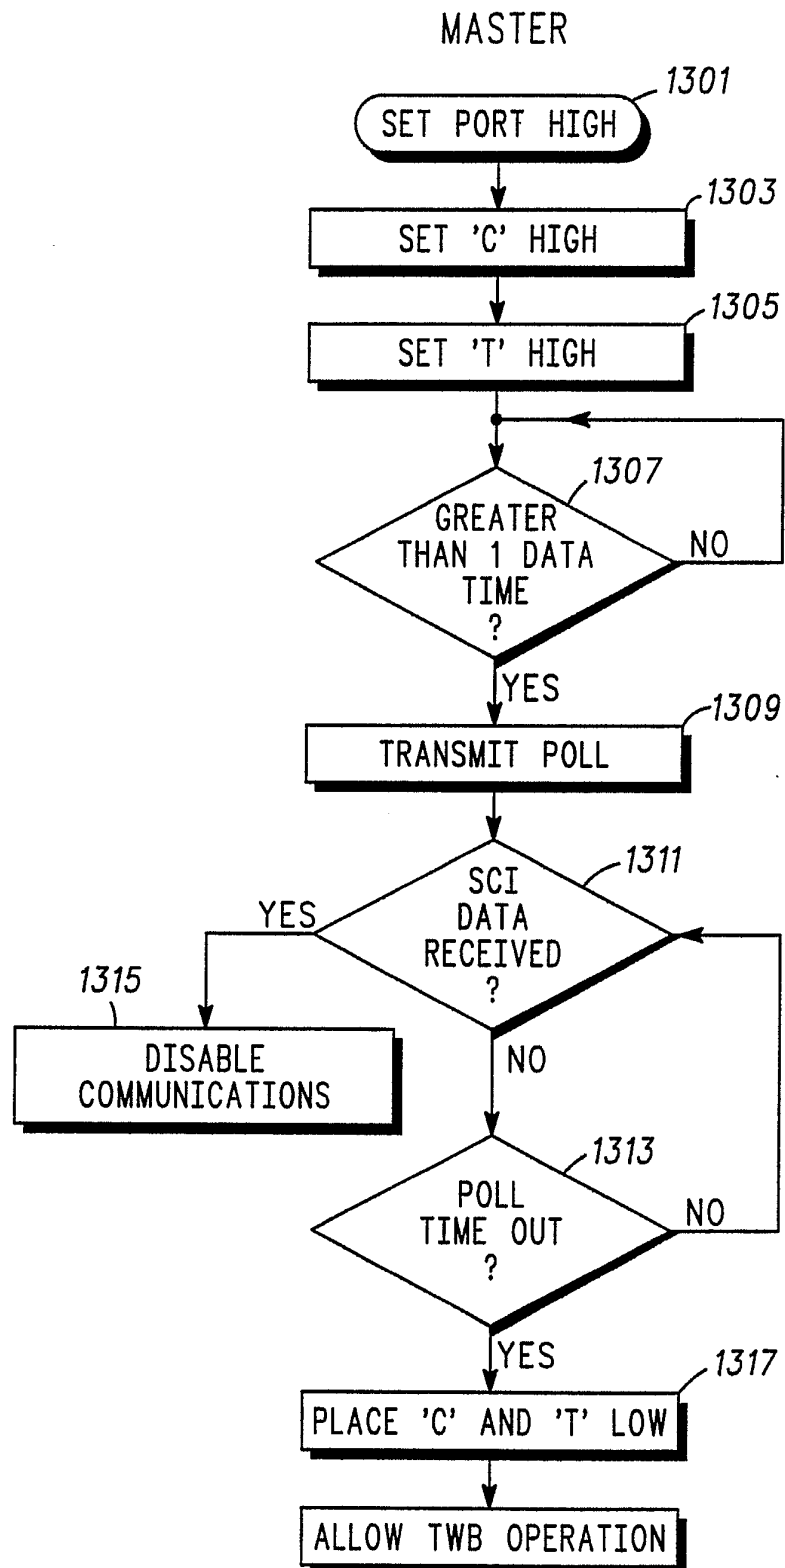 MASTER
1301
SET PORT HIGH
1303
SET 'C' HIGH
1305
SET 'T' HIGH
1307
GREATER
THAN 1 DATA
TIME
?
NO
YES
1309
TRANSMIT POLL
1311
SCI
DATA
RECEIVED
?
YES
1315
DISABLE
COMMUNICATIONS
NO
1313
POLL
TIME OUT
?
NO
YES
1317
PLACE 'C' AND 'T' LOW
ALLOW TWB OPERATION